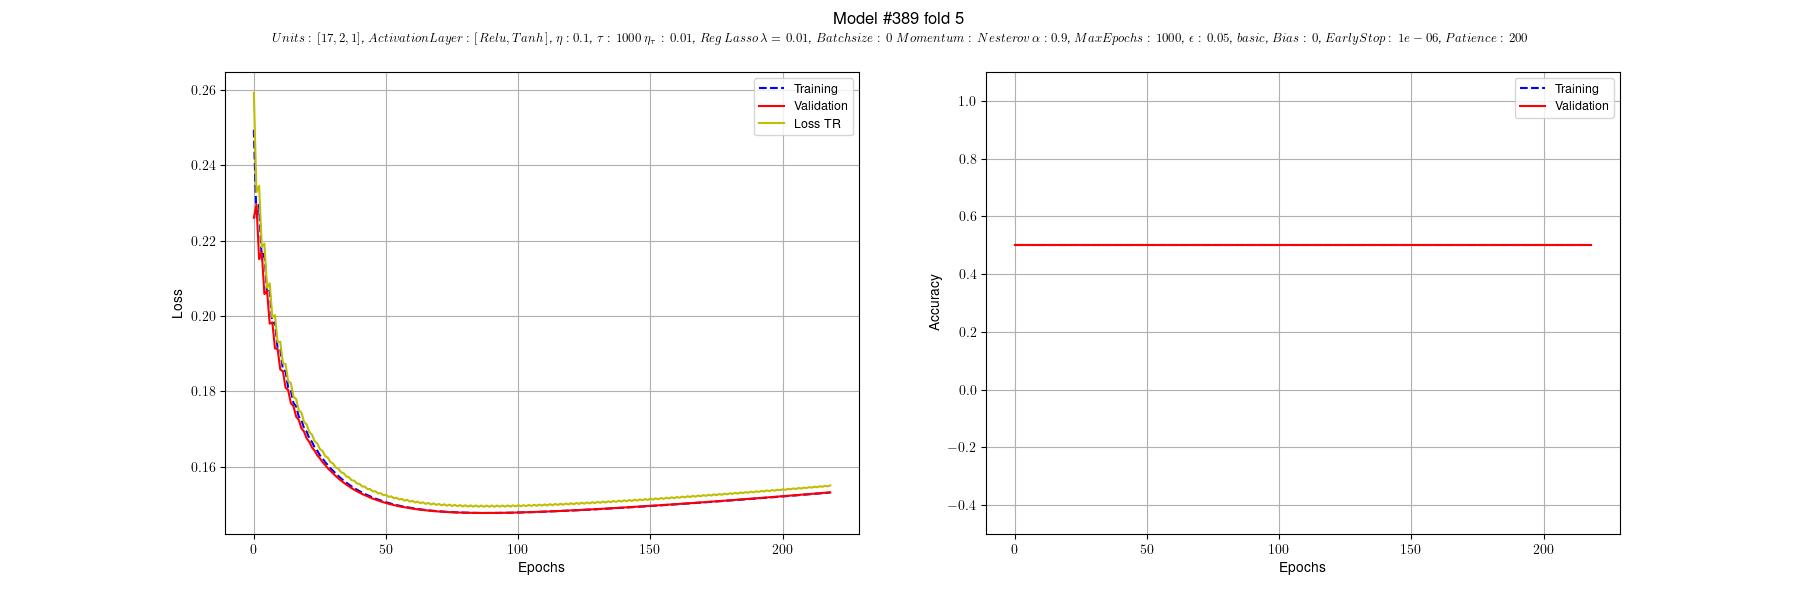 Model #389 fold 5
Units : [17, 2, 1], ActivationLayer : [Relu, Tanh], η : 0.1, τ : 1000 ητ : 0.01, Reg Lasso λ = 0.01, Batchsize : 0 Momentum : Nesterov α : 0.9, MaxEpochs : 1000, ϵ : 0.05, basic, Bias : 0, EarlyStop : 1e − 06, Patience : 200
0.26
0.24
0.22
0.20
0.18
0.16
Loss
Training
Validation
Loss TR
0
50
100
150
200
Epochs
1.0
0.8
0.6
0.4
0.2
0.0
−0.2
−0.4
Accuracy
Training
Validation
0
50
100
150
200
Epochs